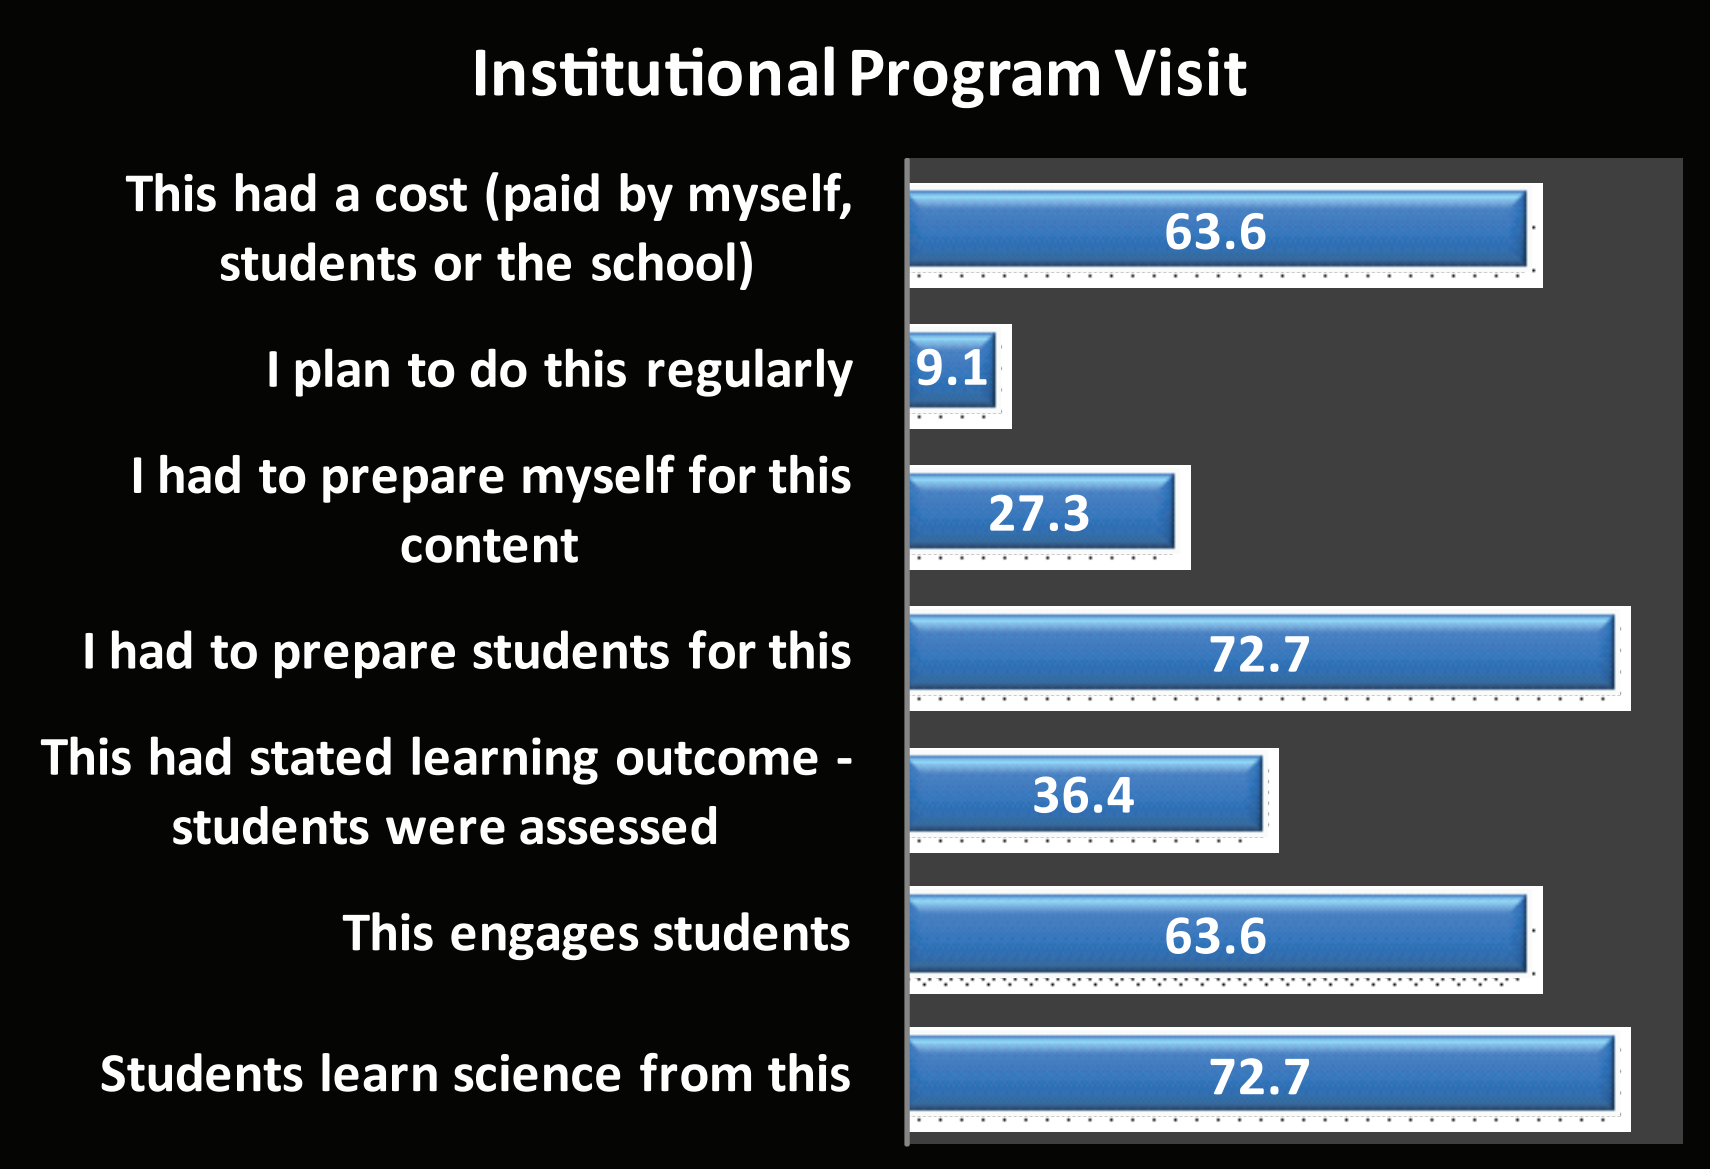 Institutional Program Visit
This had a cost (paid by myself,
students or the school)
63.6
I plan to do this regularly
9.1
I had to prepare myself for this
content
27.3
I had to prepare students for this
72.7
This had stated learning outcome -
students were assessed
36.4
This engages students
63.6
Students learn science from this
72.7